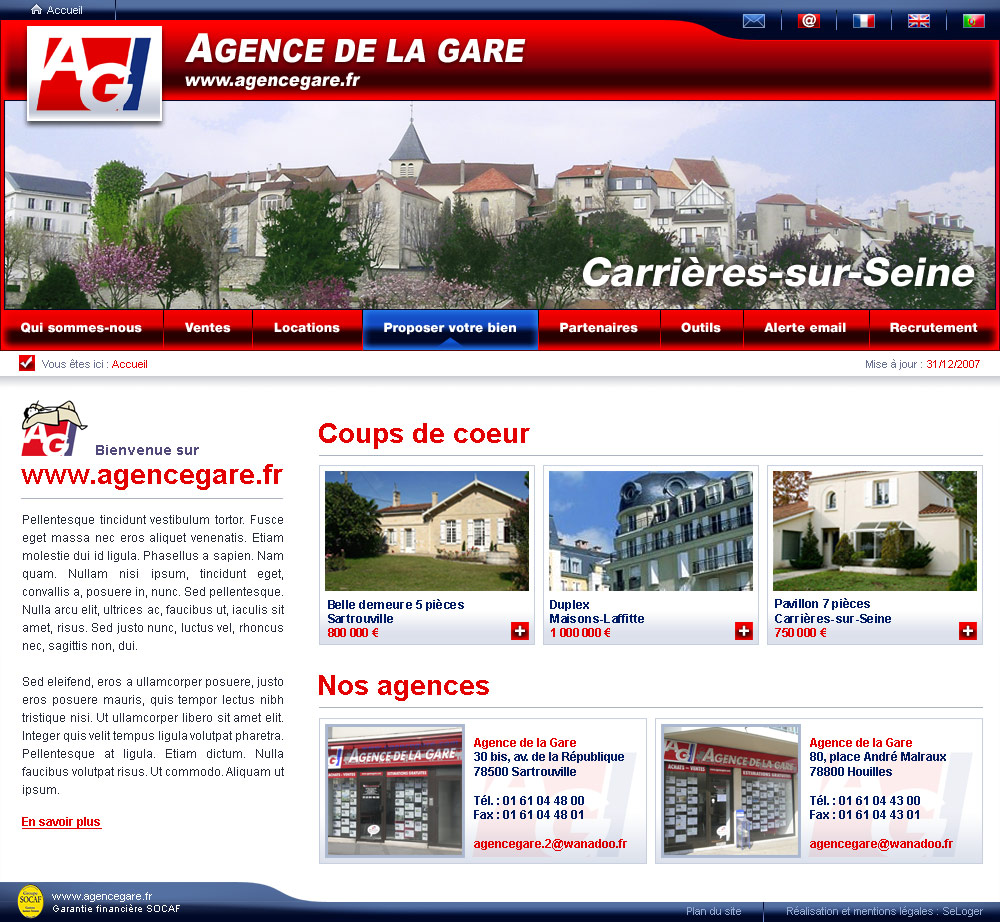 Accueil
AGI
AGENCE DE LA GARE
www.agencegare.fr
Carrières-sur-Seine
Qui sommes-nous
Ventes
Locations
Proposer votre bien
Partenaires
Outils
Alerte email
Recrutement
Vous êtes ici : Accueil
Mise à jour : 31/12/2007
AGI
Bienvenue sur
www.agencegare.fr
Pellentesque tincidunt vestibulum tortor. Fusce
eget massa nec eros aliquet venenatis. Etiam
molestie dui id ligula. Phasellus a sapien. Nam
quam. Nullam nisi ipsum, tincidunt eget,
convallis a, posuere in, nunc. Sed pellentesque.
Nulla arcu elit, ultrices ac, faucibus ut, iaculis sit
amet, risus. Sed justo nunc, luctus vel, rhoncus
nec, sagittis non, dui.
Sed eleifend, eros a ullamcorper posuere, justo
eros posuere mauris, quis tempor lectus nibh
tristique nisi. Ut ullamcorper libero sit amet elit.
Integer quis velit tempus ligula volutpat pharetra.
Pellentesque at ligula. Etiam dictum. Nulla
faucibus volutpat risus. Ut commodo. Aliquam ut
ipsum.
En savoir plus
Coups de coeur
Belle demeure 5 pièces
Sartrouville
800 000 €
Duplex
Maisons-Laffitte
1 000 000 €
Pavillon 7 pièces
Carrières-sur-Seine
750 000 €
Nos agences
AGENCE DE LA GARE
ACHATS - VENTES
ESTIMATIONS GRATUITES
Agence de la Gare
30 bis, av. de la République
78500 Sartrouville
Tél. : 01 61 04 48 00
Fax : 01 61 04 48 01
agencegare.2@wanadoo.fr
AGI
AGENCE DE LA GARE
ACHATS - VENTES
ESTIMATIONS GRATUITES
Agence de la Gare
80, place André Malraux
78800 Houilles
Tél. : 01 61 04 43 00
Fax : 01 61 04 43 01
agencegare@wanadoo.fr
SOCAF
www.agencegare.fr
Garantie financière SOCAF
Plan du site
Réalisation et mentions légales : SeLoger